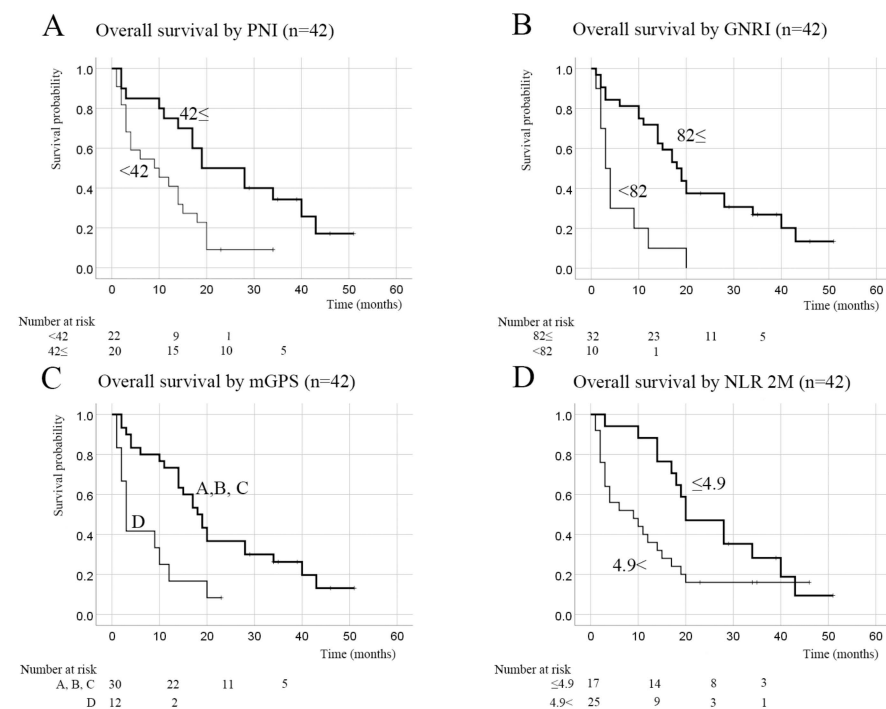 A Overall survival by PNI (n=42)
Survival probability
1.0
0.8
0.6
0.4
0.2
0.0
42≤
<42
0 10 20 30 40 50 60
Time (months)
Number at risk
<42 22 9 1
42≤ 20 15 10 5
B Overall survival by GNRI (n=42)
Survival probability
1.0
0.8
0.6
0.4
0.2
0.0
82≤
<82
0 10 20 30 40 50 60
Time (months)
Number at risk
82≤ 32 23 11 5
<82 10 1
C Overall survival by mGPS (n=42)
Survival probability
1.0
0.8
0.6
0.4
0.2
0.0
A,B, C
D
0 10 20 30 40 50 60
Time (months)
Number at risk
A, B, C 30 22 11 5
D 12 2
D Overall survival by NLR 2M (n=42)
Survival probability
1.0
0.8
0.6
0.4
0.2
0.0
≤4.9
4.9<
0 10 20 30 40 50 60
Time (months)
Number at risk
≤4.9 17 14 8 3
4.9< 25 9 3 1